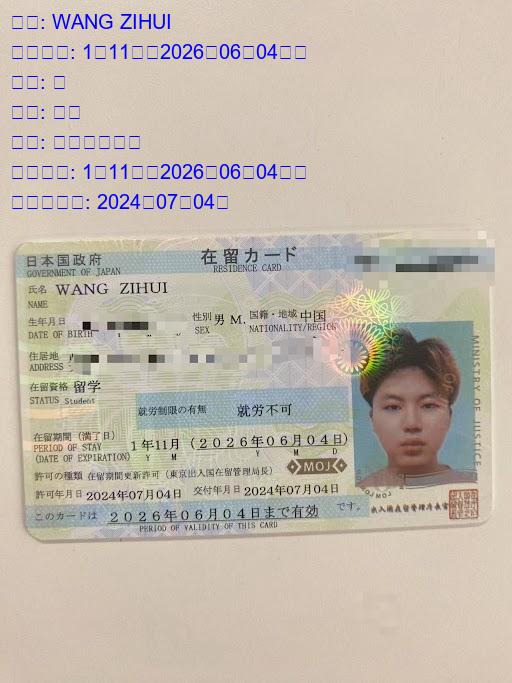 WANG ZIHUI
1 11 2026 06 04
1 11 2026 06 04
2024 07 04
日本国政府 在留カード
GOVERNMENT OF JAPAN RESIDENCE CARD
氏名 WANG ZIHUI
NAME
生年月日 性別 男 M. 国籍・地域 中国
DATE OF BIRTH Y M SEX NATIONALITY/REGION
住居地
ADDRESS
在留資格 留学
STATUS Student
就労制限の有無 就労不可
在留期間(満了日) 1年11月(2026年06月04日)
PERIOD OF STAY Y M Y M D
(DATE OF EXPIRATION)
MOJ
許可の種類 在留期間更新許可(東京出入国在留管理局長)
許可年月日 2024年07月04日 交付年月日 2024年07月04日
このカードは 2026年06月04日まで有効 です。
PERIOD OF VALIDITY OF THIS CARD
MINISTRY OF JUSTICE
MOJ
出入国在留管理庁長官